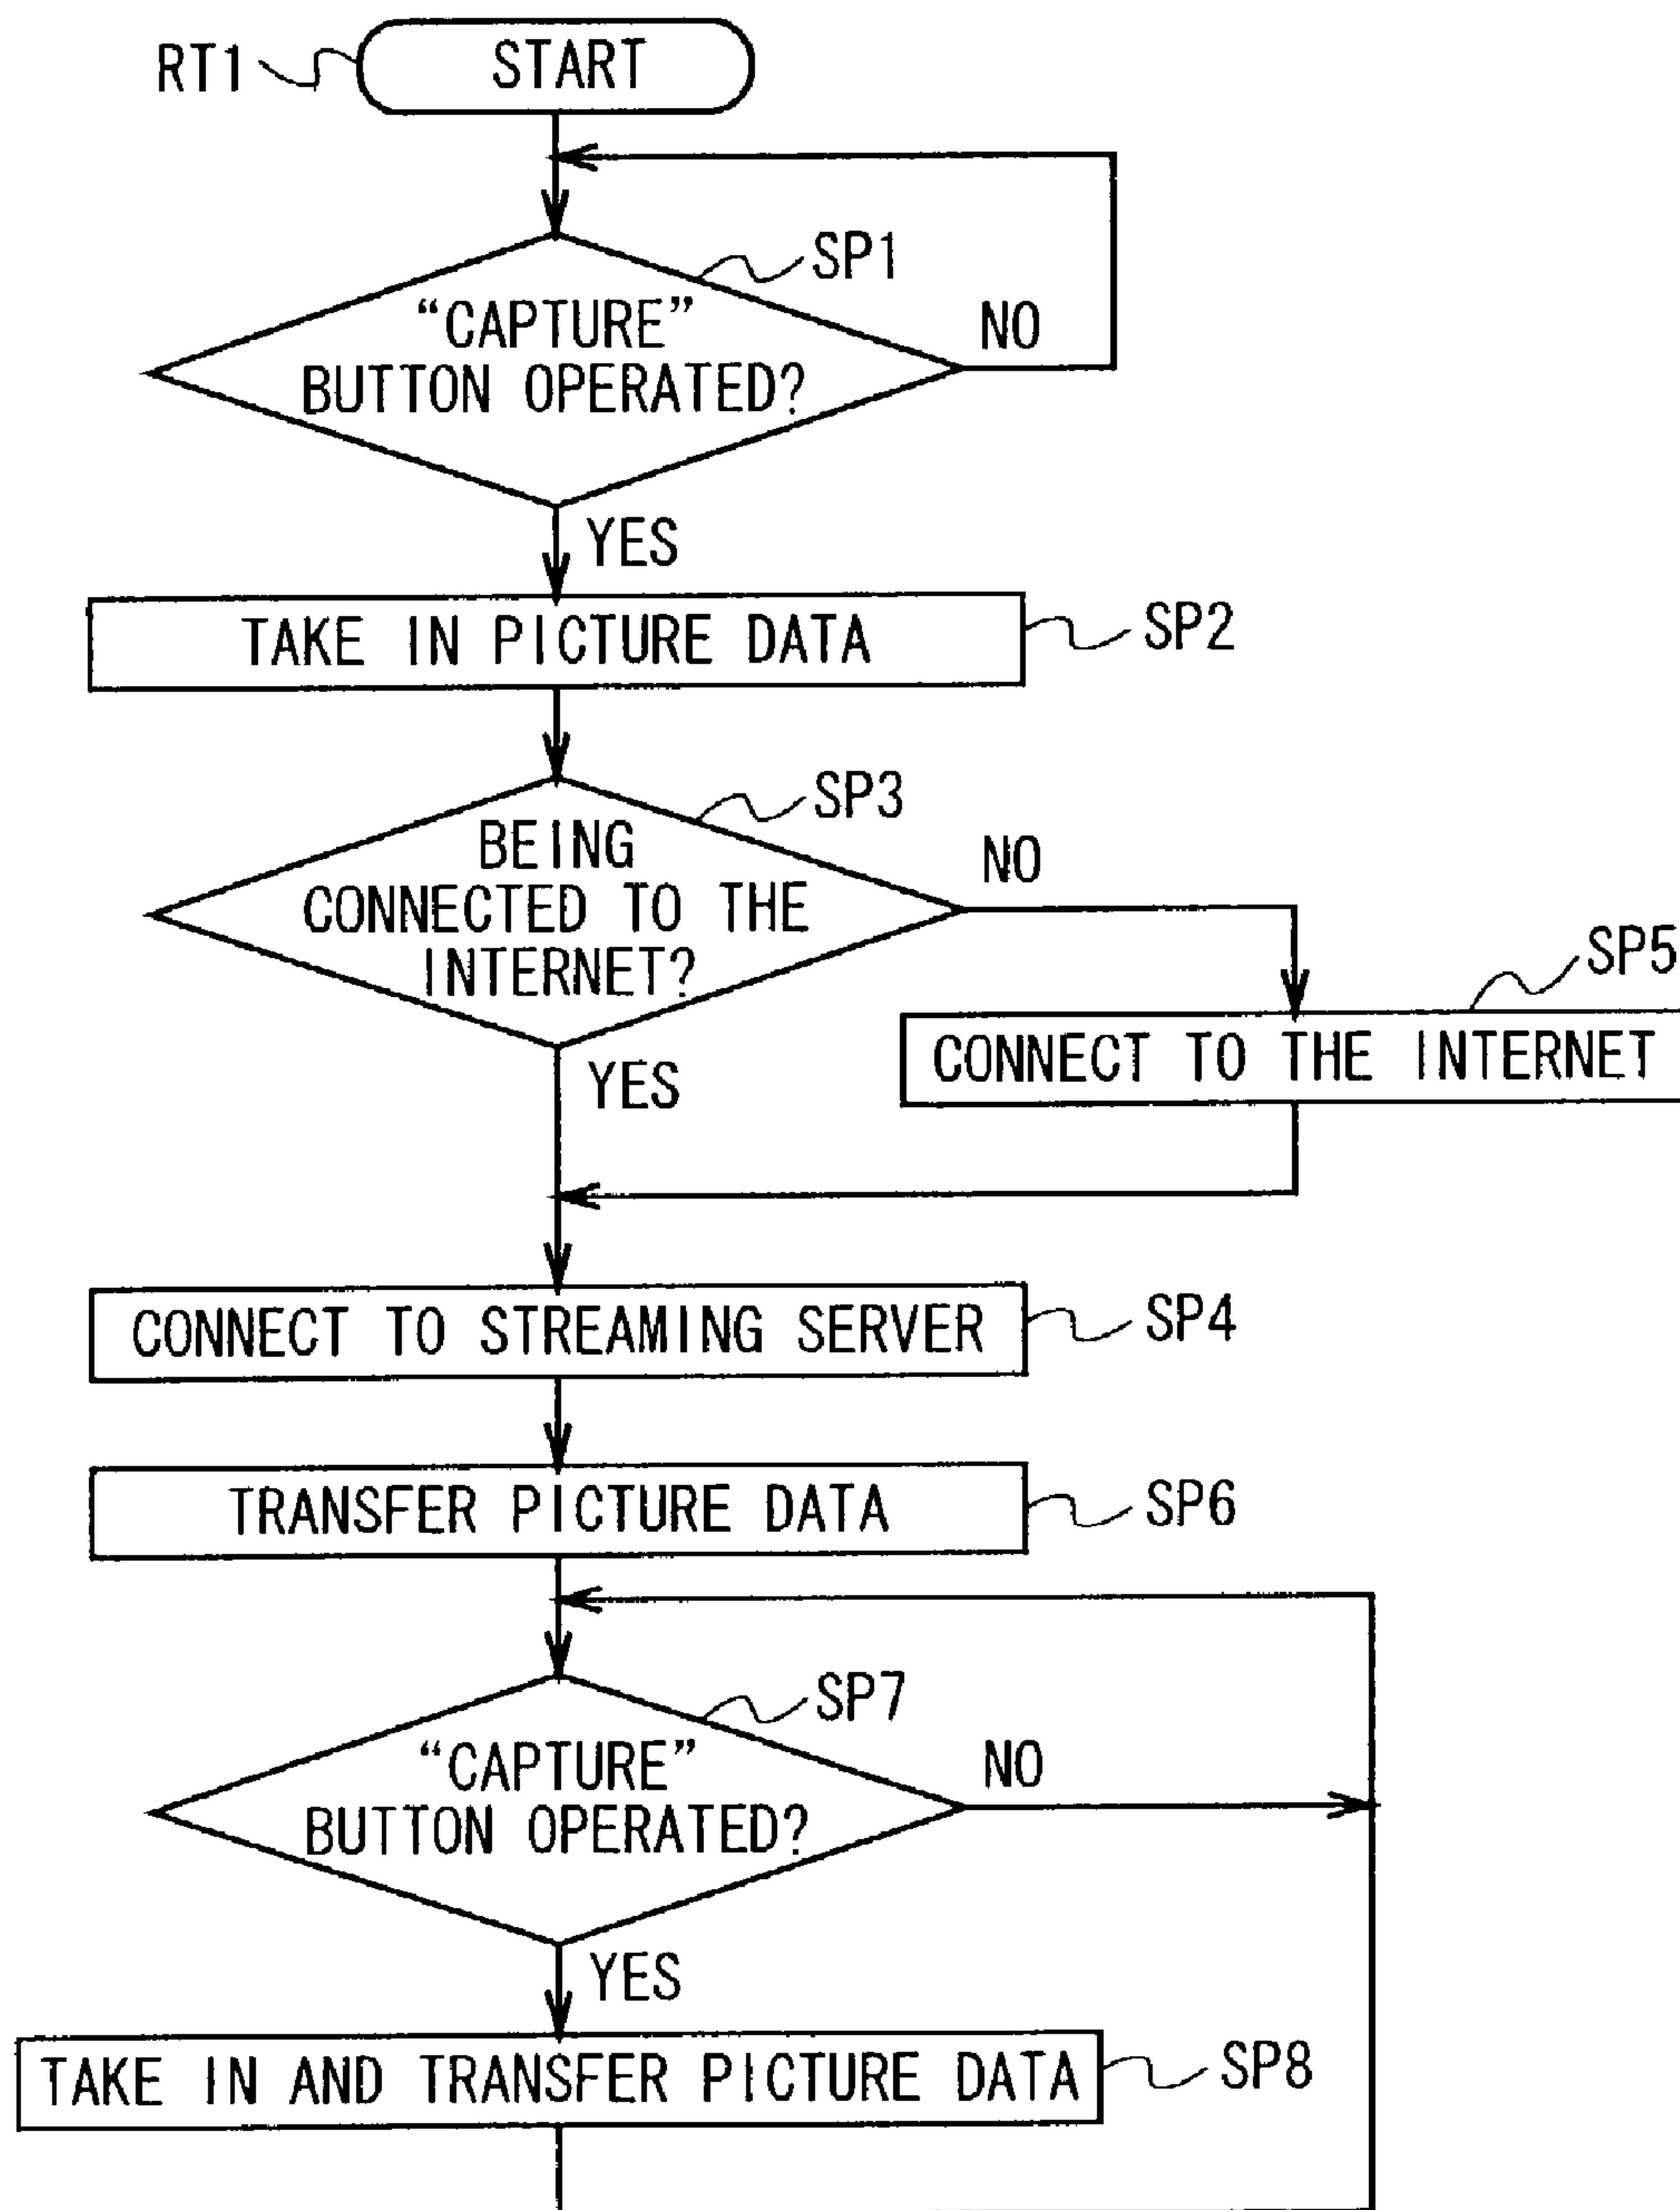 RT1
START
SP1
“CAPTURE”
BUTTON OPERATED?
NO
YES
TAKE IN PICTURE DATA
SP2
SP3
BEING
CONNECTED TO THE
INTERNET?
NO
YES
SP5
CONNECT TO THE INTERNET
CONNECT TO STREAMING SERVER
SP4
TRANSFER PICTURE DATA
SP6
SP7
“CAPTURE”
BUTTON OPERATED?
NO
YES
TAKE IN AND TRANSFER PICTURE DATA
SP8